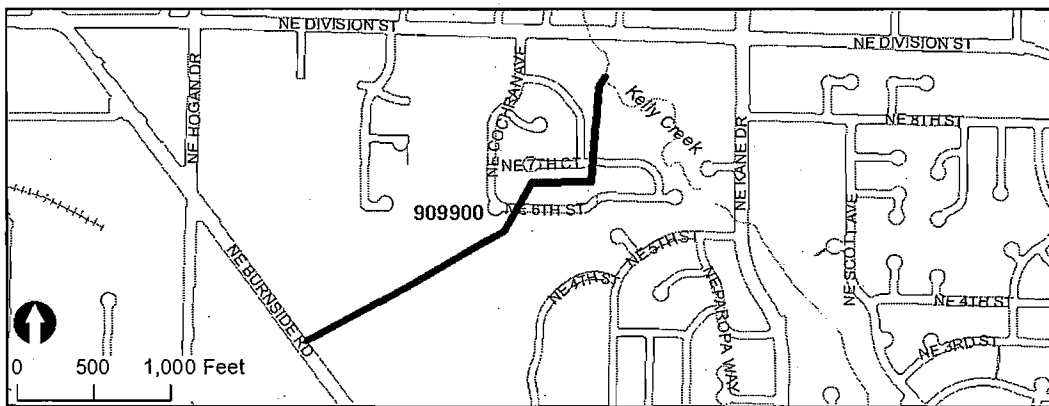 NE DIVISION ST
NE DIVISION ST
NE HOGAN DR
NE COCHRAN AVE
Kelly Creek
NE KANE DR
NE 8TH ST
NE 7TH CT
909900
NE 6TH ST
NE 5TH ST
NE 4TH ST
NE PAROPA WAY
NE SCOTT AVE
NE 4TH ST
NE 3RD ST
NE BURNSIDE RD
0 500 1,000 Feet